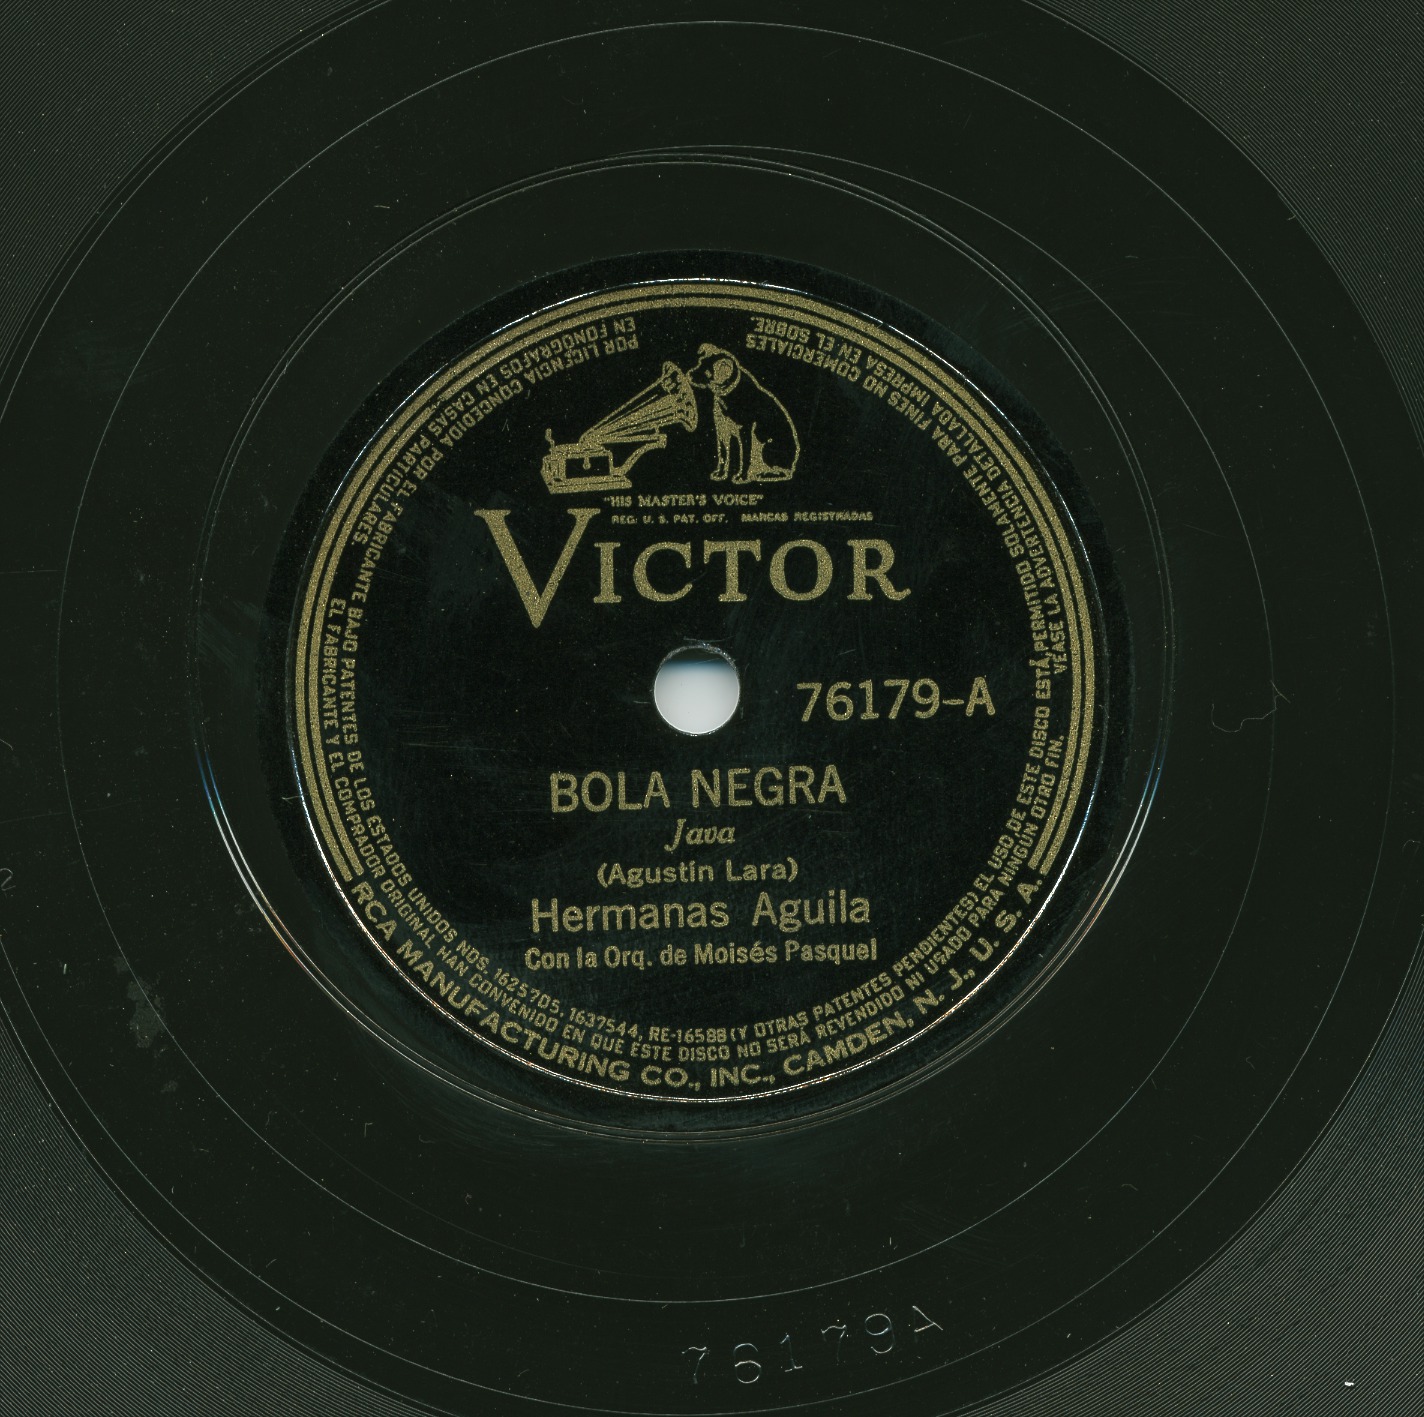 "HIS MASTER'S VOICE"
REG. U. S. PAT. OFF. MARCAS REGISTRADAS
VICTOR
76179-A
BOLA NEGRA
Java
(Agustín Lara)
Hermanas Aguila
Con la Orq. de Moisés Pasquel
POR LICENCIA CONCEDIDA POR EL FABRICANTE BAJO PATENTES DE LOS ESTADOS UNIDOS NOS. 1625705, 1637544, RE-16588 (Y OTRAS PATENTES PENDIENTES) EL USO DE ESTE DISCO ESTÁ PERMITIDO SOLAMENTE PARA FINES NO COMERCIALES
EN FONOGRAFOS EN CASAS PARTICULARES. EL FABRICANTE Y EL COMPRADOR ORIGINAL HAN CONVENIDO EN QUE ESTE DISCO NO SERÁ REVENDIDO NI USADO PARA NINGÚN OTRO FIN. VEASE LA ADVERTENCIA DETALLADA IMPRESA EN EL SOBRE.
RCA MANUFACTURING CO., INC., CAMDEN, N. J., U. S. A.
76179A